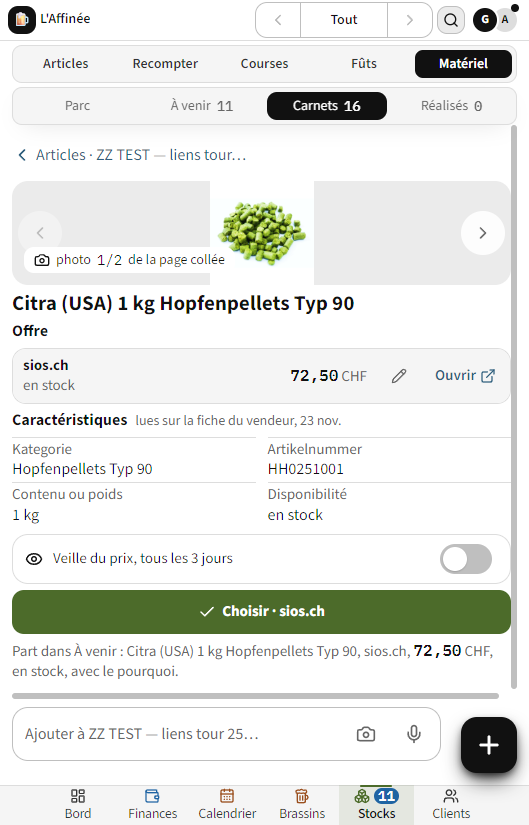 L'Affinée
Tout
G
A
Articles
Recompter
Courses
Fûts
Matériel
Parc
À venir 11
Carnets 16
Réalisés 0
Articles · ZZ TEST — liens tour…
photo 1/2 de la page collée
Citra (USA) 1 kg Hopfenpellets Typ 90
Offre
sios.ch
en stock
72,50 CHF
Ouvrir
Caractéristiques lues sur la fiche du vendeur, 23 nov.
Kategorie
Hopfenpellets Typ 90
Artikelnummer
HH0251001
Contenu ou poids
1 kg
Disponibilité
en stock
Veille du prix, tous les 3 jours
Choisir · sios.ch
Part dans À venir : Citra (USA) 1 kg Hopfenpellets Typ 90, sios.ch, 72,50 CHF,
en stock, avec le pourquoi.
Ajouter à ZZ TEST — liens tour 25…
Bord
Finances
Calendrier
Brassins
11
Stocks
Clients